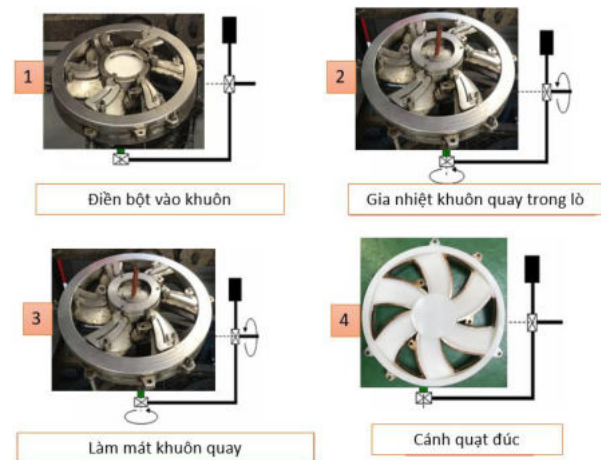 1
Điền bột vào khuôn
2
Gia nhiệt khuôn quay trong lò
3
Làm mát khuôn quay
4
Cánh quạt đúc